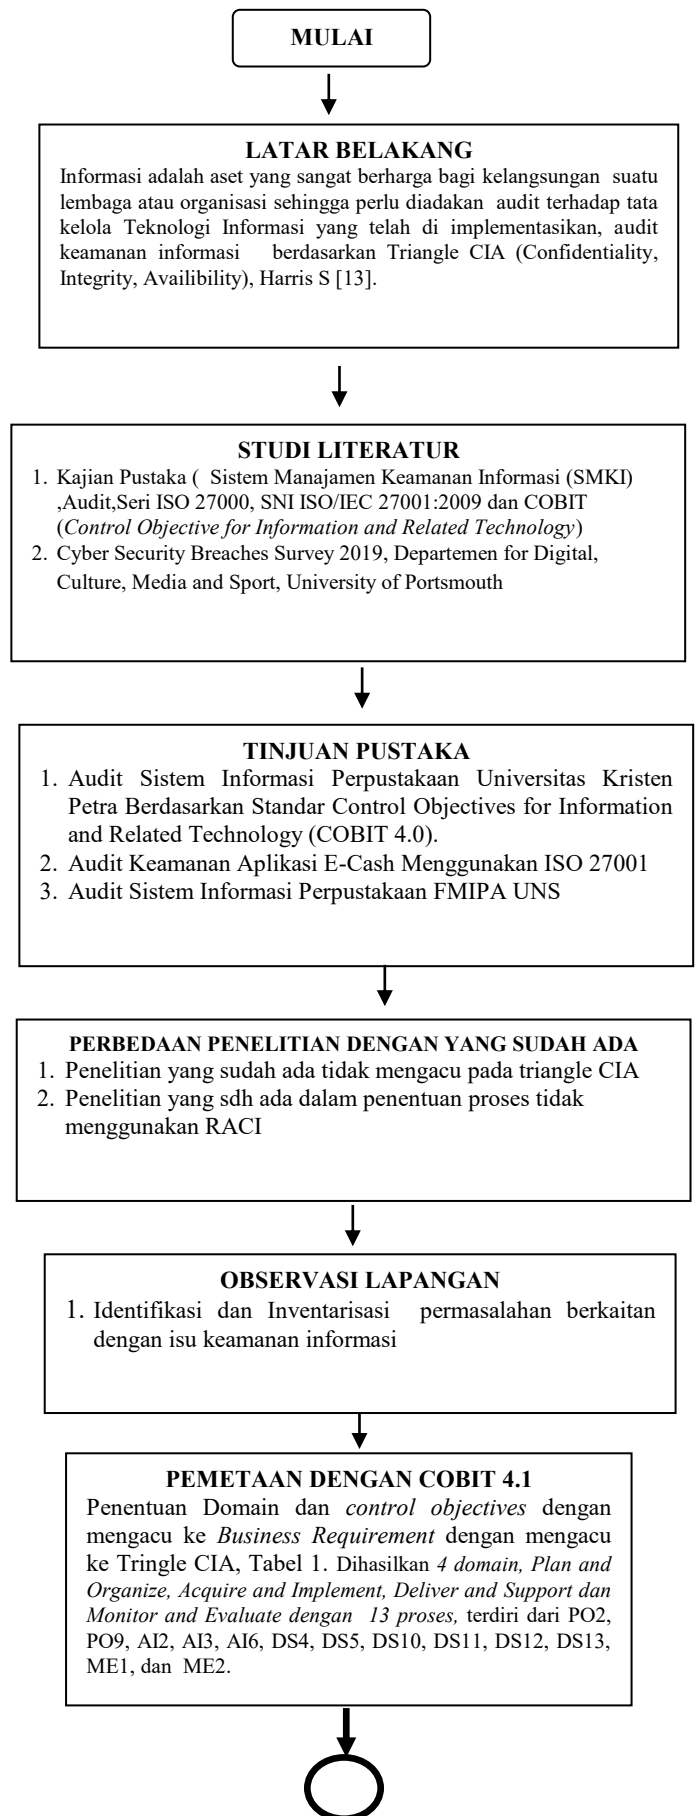 MULAI
LATAR BELAKANG
Informasi adalah aset yang sangat berharga bagi kelangsungan suatu
lembaga atau organisasi sehingga perlu diadakan audit terhadap tata
kelola Teknologi Informasi yang telah di implementasikan, audit
keamanan informasi berdasarkan Triangle CIA (Confidentiality,
Integrity, Availibility), Harris S [13].
STUDI LITERATUR
1. Kajian Pustaka ( Sistem Manajamen Keamanan Informasi (SMKI)
,Audit,Seri ISO 27000, SNI ISO/IEC 27001:2009 dan COBIT
(Control Objective for Information and Related Technology)
2. Cyber Security Breaches Survey 2019, Departemen for Digital,
Culture, Media and Sport, University of Portsmouth
TINJUAN PUSTAKA
1. Audit Sistem Informasi Perpustakaan Universitas Kristen
Petra Berdasarkan Standar Control Objectives for Information
and Related Technology (COBIT 4.0).
2. Audit Keamanan Aplikasi E-Cash Menggunakan ISO 27001
3. Audit Sistem Informasi Perpustakaan FMIPA UNS
PERBEDAAN PENELITIAN DENGAN YANG SUDAH ADA
1. Penelitian yang sudah ada tidak mengacu pada triangle CIA
2. Penelitian yang sdh ada dalam penentuan proses tidak
menggunakan RACI
OBSERVASI LAPANGAN
1. Identifikasi dan Inventarisasi permasalahan berkaitan
dengan isu keamanan informasi
PEMETAAN DENGAN COBIT 4.1
Penentuan Domain dan control objectives dengan
mengacu ke Business Requirement dengan mengacu
ke Tringle CIA, Tabel 1. Dihasilkan 4 domain, Plan and
Organize, Acquire and Implement, Deliver and Support dan
Monitor and Evaluate dengan 13 proses, terdiri dari PO2,
PO9, AI2, AI3, AI6, DS4, DS5, DS10, DS11, DS12, DS13,
ME1, dan ME2.